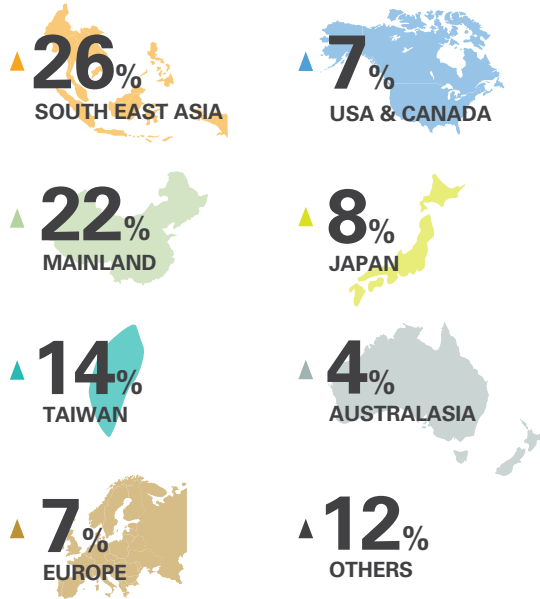 26%
SOUTH EAST ASIA
7%
USA & CANADA
22%
MAINLAND
8%
JAPAN
14%
TAIWAN
4%
AUSTRALASIA
7%
EUROPE
12%
OTHERS